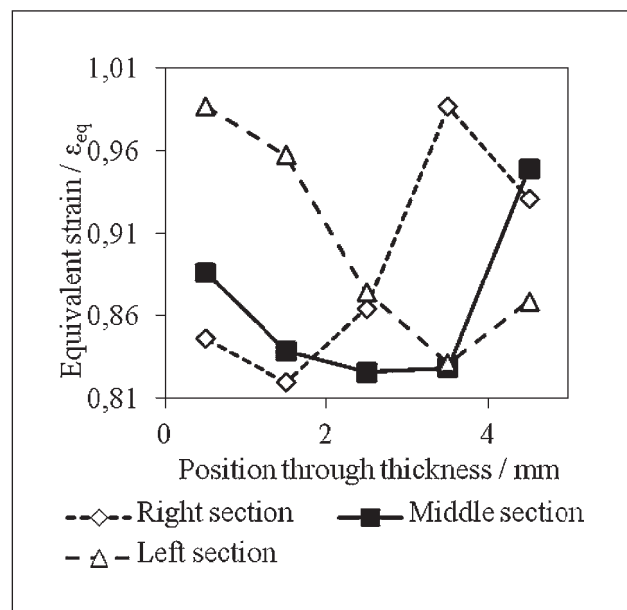 Equivalent strain / εeq
1,01
0,96
0,91
0,86
0,81
0 2 4
Position through thickness / mm
Right section Middle section
Left section